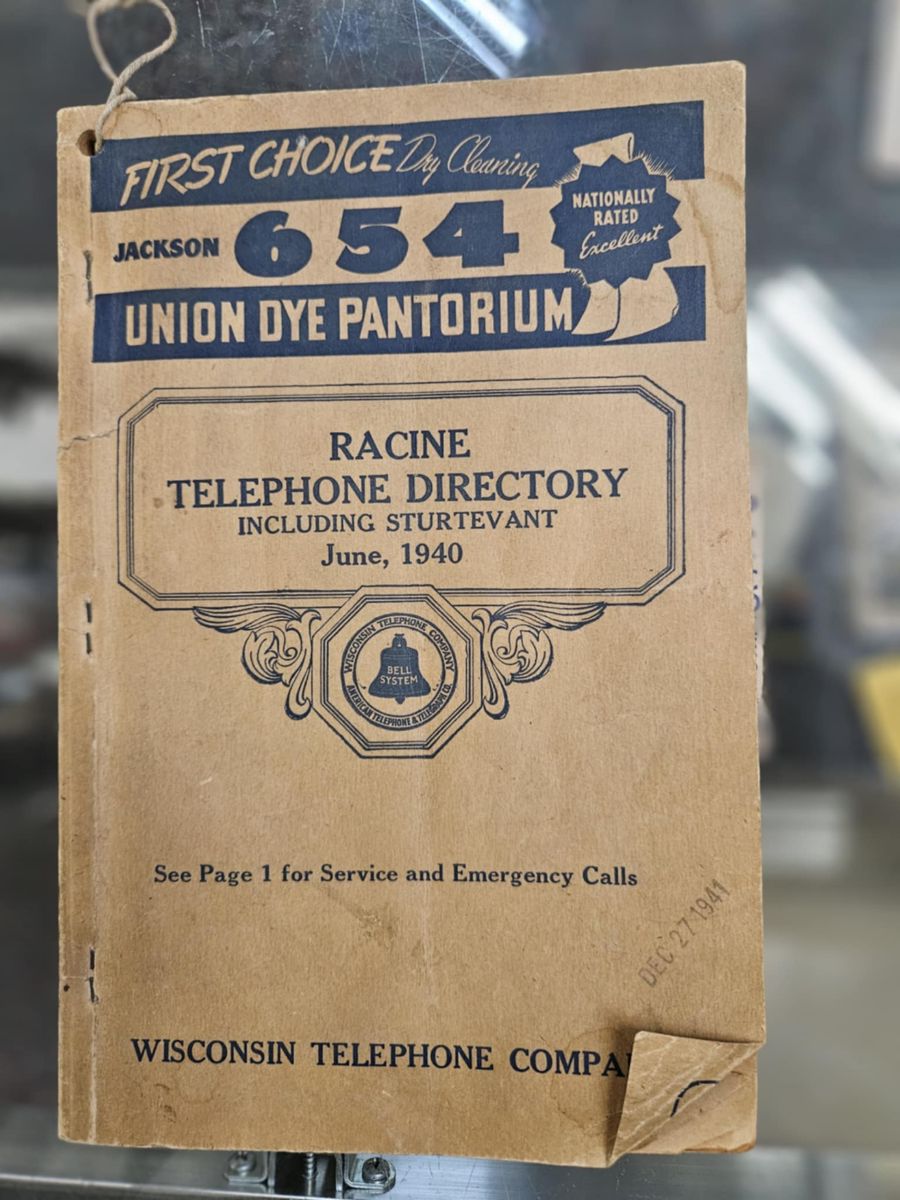 FIRST CHOICE Dry Cleaning
JACKSON 654
NATIONALLY
RATED
Excellent
UNION DYE PANTORIUM
RACINE
TELEPHONE DIRECTORY
INCLUDING STURTEVANT
June, 1940
WISCONSIN TELEPHONE COMPANY
BELL
SYSTEM
AMERICAN TELEPHONE & TELEGRAPH CO.
See Page 1 for Service and Emergency Calls
DEC 27 1941
WISCONSIN TELEPHONE COMPA